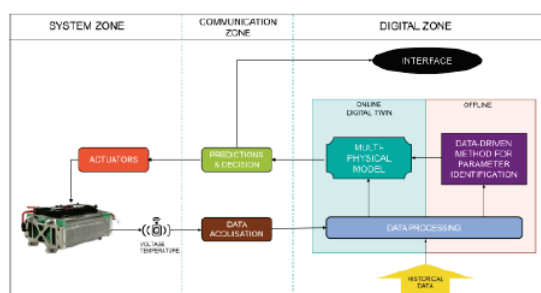 SYSTEM ZONE
COMMUNICATION
ZONE
DIGITAL ZONE
INTERFACE
ONLINE
DIGITAL TWIN
OFFLINE
ACTUATORS
PREDICTIONS
& DECISION
MULTI-
PHYSICAL
MODEL
DATA-DRIVEN
METHOD FOR
PARAMETER
IDENTIFICATION
VOLTAGE
TEMPERATURE
DATA
ACQLISATION
DATA PROCESSING
HISTORICAL
DATA